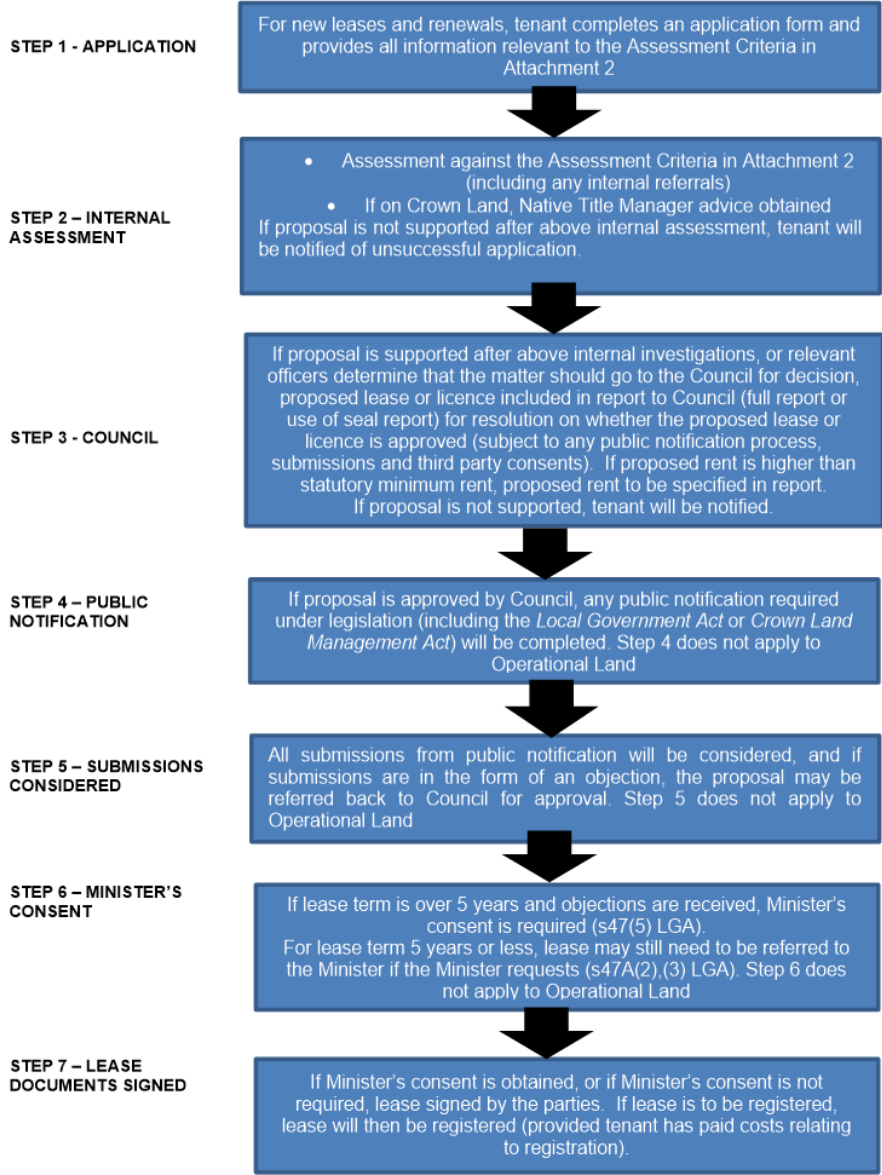 STEP 1 - APPLICATION
For new leases and renewals, tenant completes an application form and
provides all information relevant to the Assessment Criteria in
Attachment 2
STEP 2 – INTERNAL
ASSESSMENT
• Assessment against the Assessment Criteria in Attachment 2
(including any internal referrals)
• If on Crown Land, Native Title Manager advice obtained
If proposal is not supported after above internal assessment, tenant will
be notified of unsuccessful application.
STEP 3 - COUNCIL
If proposal is supported after above internal investigations, or relevant
officers determine that the matter should go to the Council for decision,
proposed lease or licence included in report to Council (full report or
use of seal report) for resolution on whether the proposed lease or
licence is approved (subject to any public notification process,
submissions and third party consents). If proposed rent is higher than
statutory minimum rent, proposed rent to be specified in report.
If proposal is not supported, tenant will be notified.
STEP 4 – PUBLIC
NOTIFICATION
If proposal is approved by Council, any public notification required
under legislation (including the Local Government Act or Crown Land
Management Act) will be completed. Step 4 does not apply to
Operational Land
STEP 5 – SUBMISSIONS
CONSIDERED
All submissions from public notification will be considered, and if
submissions are in the form of an objection, the proposal may be
referred back to Council for approval. Step 5 does not apply to
Operational Land
STEP 6 – MINISTER'S
CONSENT
If lease term is over 5 years and objections are received, Minister's
consent is required (s47(5) LGA).
For lease term 5 years or less, lease may still need to be referred to
the Minister if the Minister requests (s47A(2),(3) LGA). Step 6 does
not apply to Operational Land
STEP 7 – LEASE
DOCUMENTS SIGNED
If Minister's consent is obtained, or if Minister's consent is not
required, lease signed by the parties. If lease is to be registered,
lease will then be registered (provided tenant has paid costs relating
to registration).